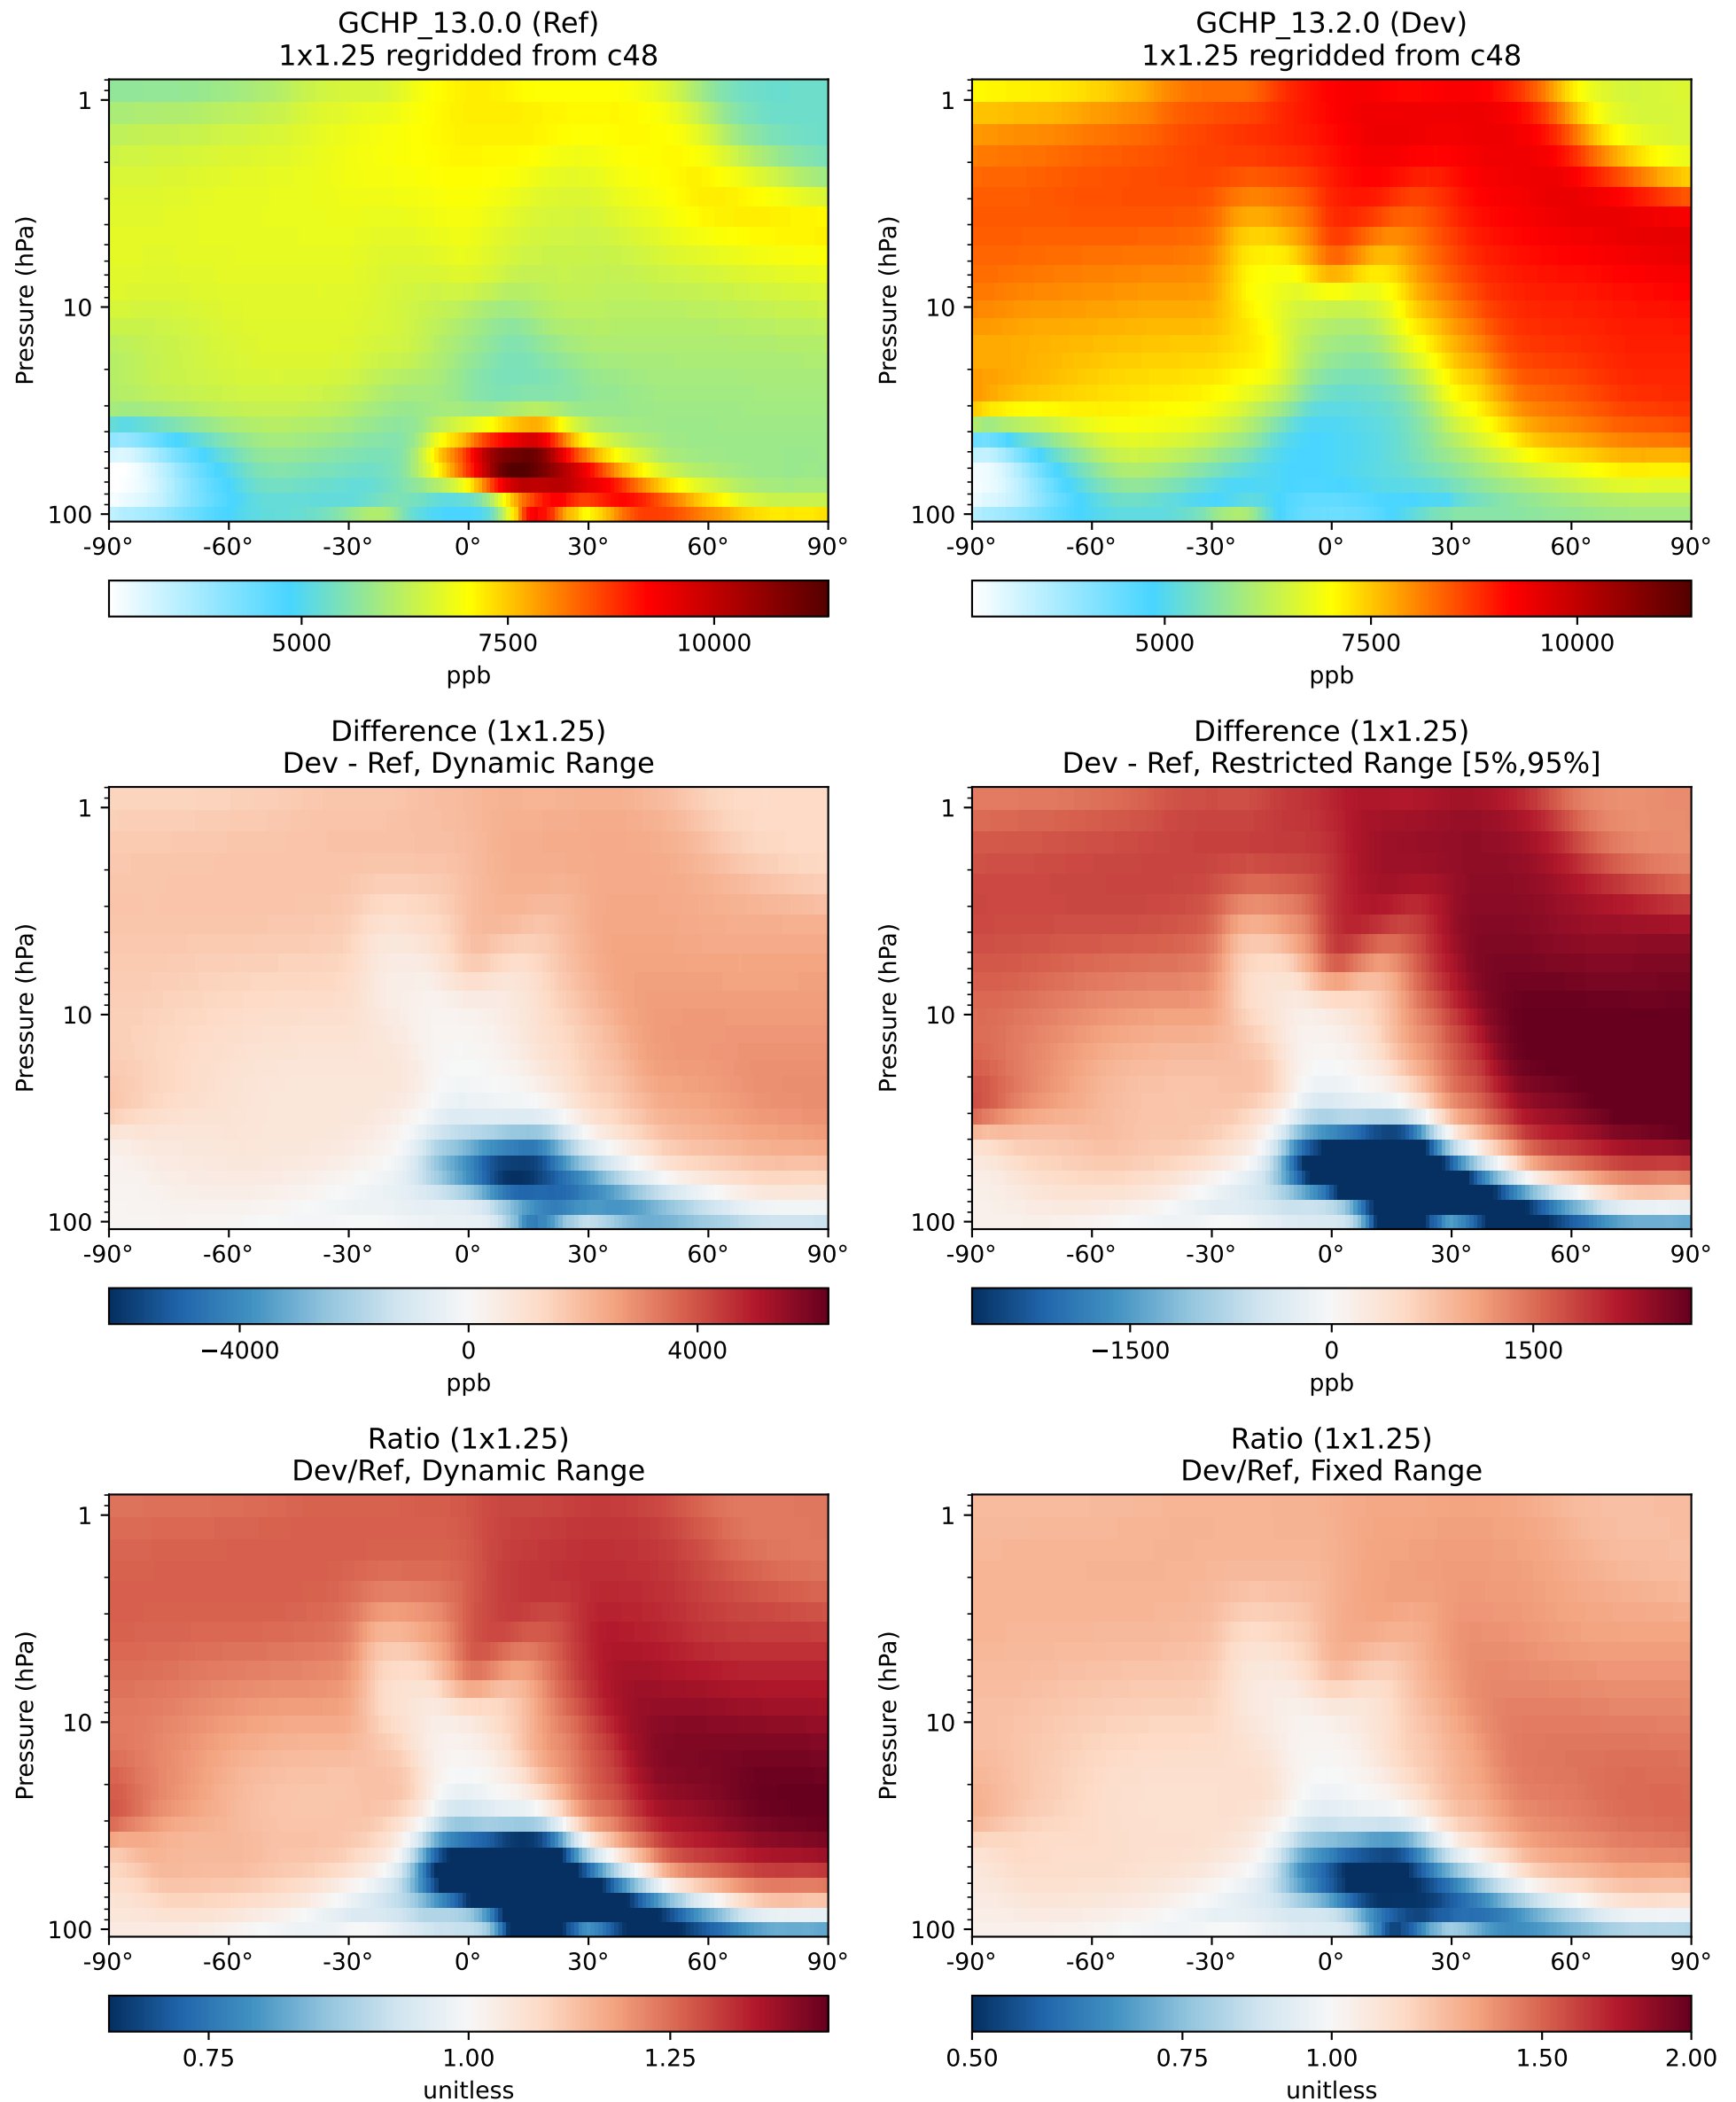 GCHP_13.0.0 (Ref)
1x1.25 regridded from c48
Pressure (hPa)
1
10
100
-90° -60° -30° 0° 30° 60° 90°
5000 7500 10000
ppb
GCHP_13.2.0 (Dev)
1x1.25 regridded from c48
Pressure (hPa)
1
10
100
-90° -60° -30° 0° 30° 60° 90°
5000 7500 10000
ppb
Difference (1x1.25)
Dev - Ref, Dynamic Range
Pressure (hPa)
1
10
100
-90° -60° -30° 0° 30° 60° 90°
−4000 0 4000
ppb
Difference (1x1.25)
Dev - Ref, Restricted Range [5%,95%]
Pressure (hPa)
1
10
100
-90° -60° -30° 0° 30° 60° 90°
−1500 0 1500
ppb
Ratio (1x1.25)
Dev/Ref, Dynamic Range
Pressure (hPa)
1
10
100
-90° -60° -30° 0° 30° 60° 90°
0.75 1.00 1.25
unitless
Ratio (1x1.25)
Dev/Ref, Fixed Range
Pressure (hPa)
1
10
100
-90° -60° -30° 0° 30° 60° 90°
0.50 0.75 1.00 1.50 2.00
unitless